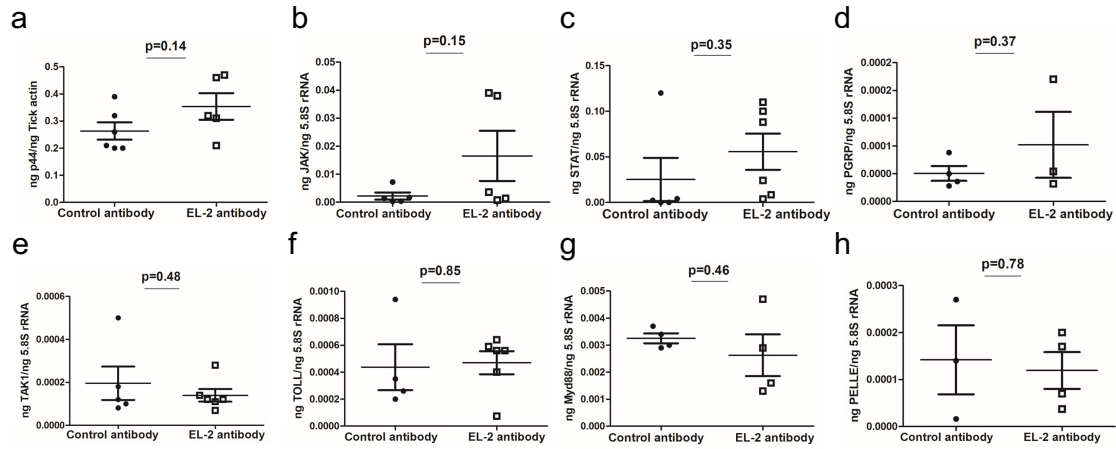 a
p=0.14
ng p44/ng Tick actin
0.5
0.4
0.3
0.2
0.1
0.0
Control antibody
EL-2 antibody
b
p=0.15
ng JAK/ng 5.8S rRNA
0.05
0.04
0.03
0.02
0.01
0.00
Control antibody
EL-2 antibody
c
p=0.35
ng STAT/ng 5.8S rRNA
0.15
0.10
0.05
0.00
Control antibody
EL-2 antibody
d
p=0.37
ng PGRP/ng 5.8S rRNA
0.0002
0.0002
0.0001
0.0001
0.0000
0.0000
Control antibody
EL-2 antibody
e
p=0.48
ng TAK1/ng 5.8S rRNA
0.0006
0.0004
0.0002
0.0000
Control antibody
EL-2 antibody
f
p=0.85
ng TOLL/ng 5.8S rRNA
0.0010
0.0008
0.0006
0.0004
0.0002
0.0000
Control antibody
EL-2 antibody
g
p=0.46
ng Myd88/ng 5.8S rRNA
0.005
0.004
0.003
0.002
0.001
0.000
Control antibody
EL-2 antibody
h
p=0.78
ng PELLE/ng 5.8S rRNA
0.0003
0.0002
0.0001
0.0000
Control antibody
EL-2 antibody